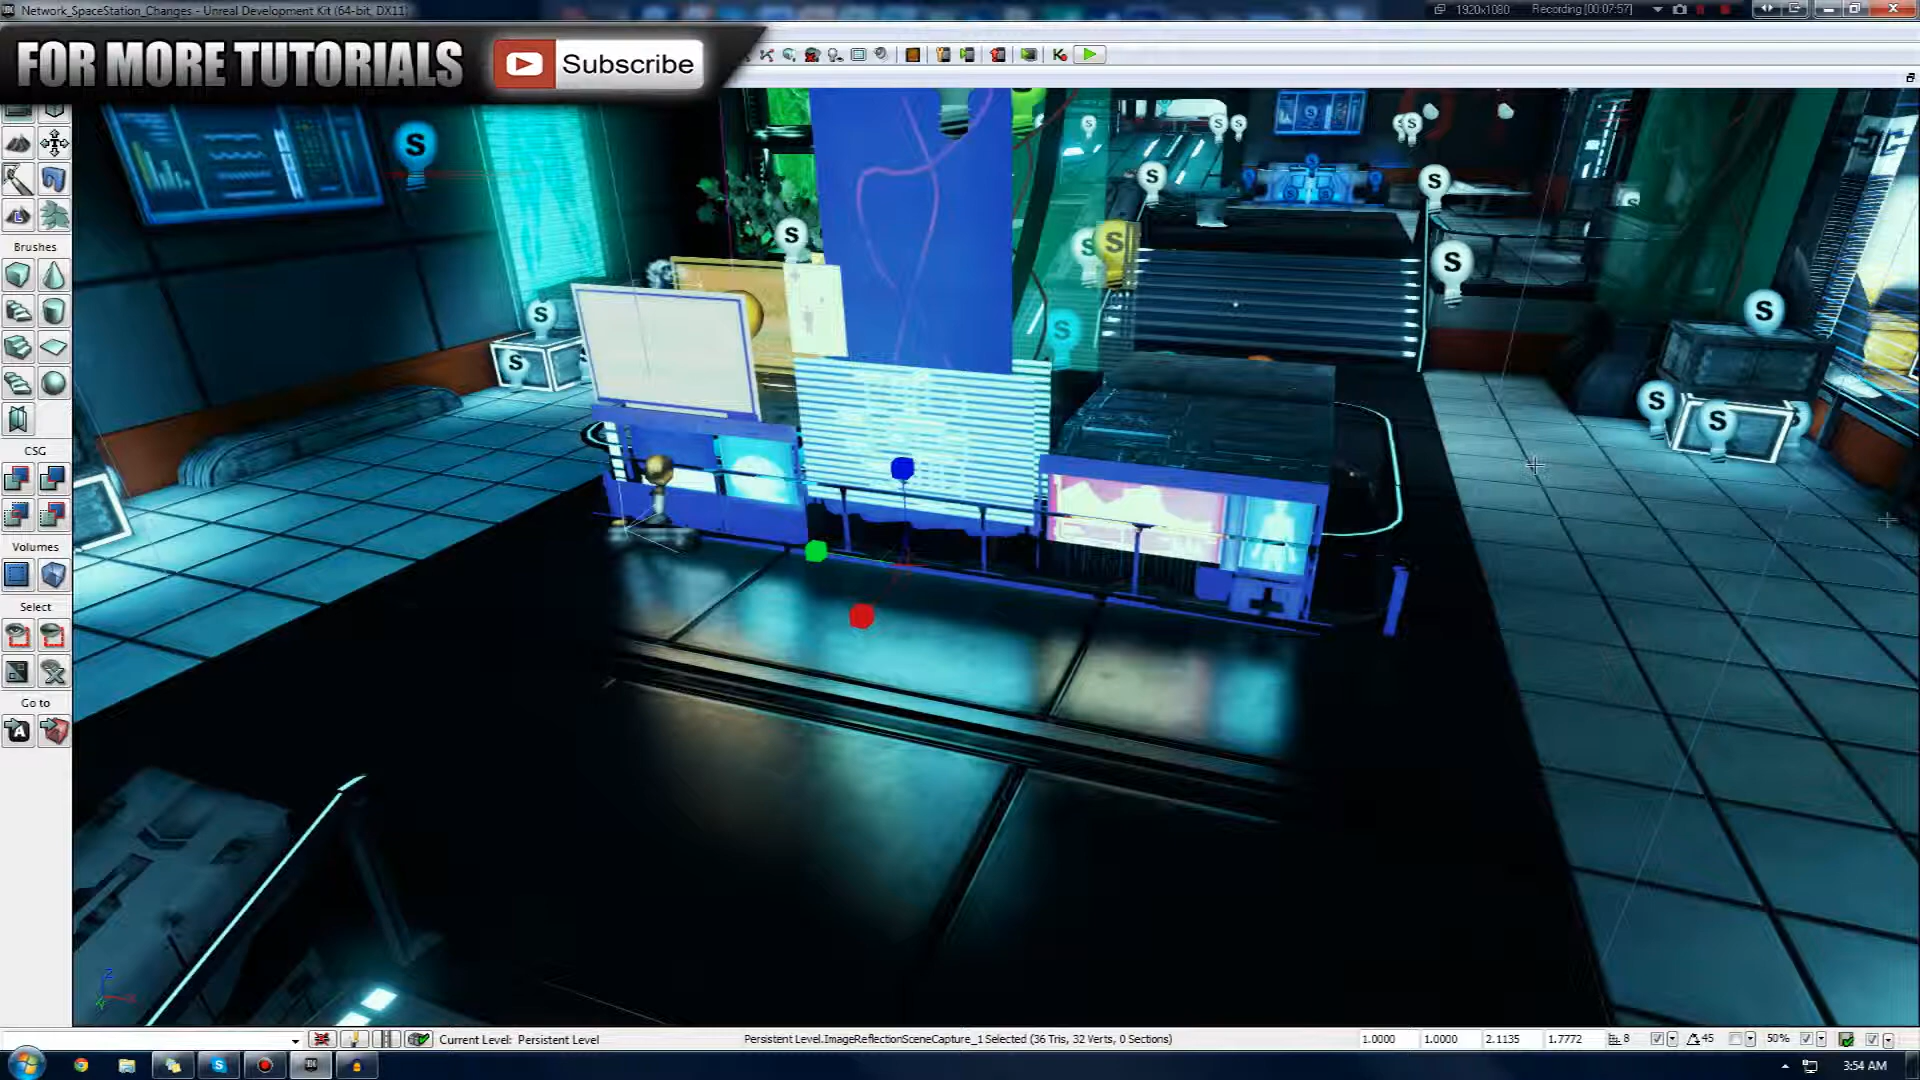 Network_SpaceStation_Changes - Unreal Development Kit (64-bit, DX11)
1920x1080
Recording [00:07:57]
FOR MORE TUTORIALS
Subscribe
Brushes
CSG
Volumes
Select
Go to
Current Level: Persistent Level
Persistent Level.ImageReflectionSceneCapture_1 Selected (36 Tris, 32 Verts, 0 Sections)
1.0000
1.0000
2.1135
1.7772
8
45
50%
3:54 AM